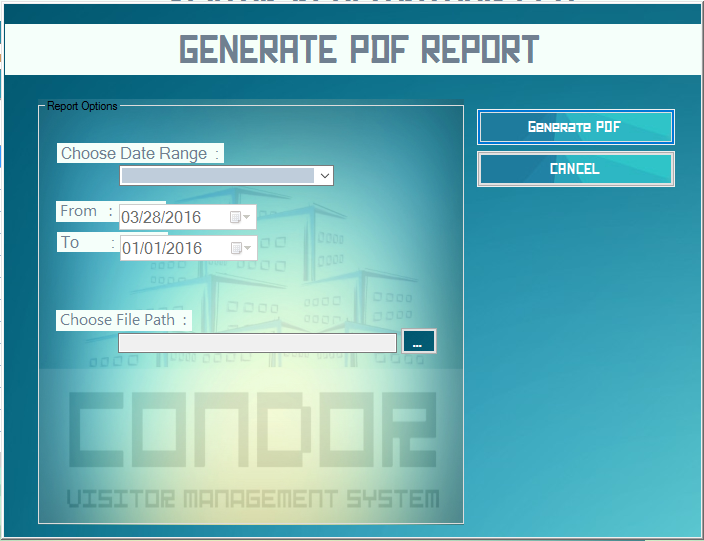 GENERATE PDF REPORT
Report Options
Generate PDF
Choose Date Range :
CANCEL
From : 03/28/2016
To : 01/01/2016
Choose File Path :
...
CONDOR
VISITOR MANAGEMENT SYSTEM